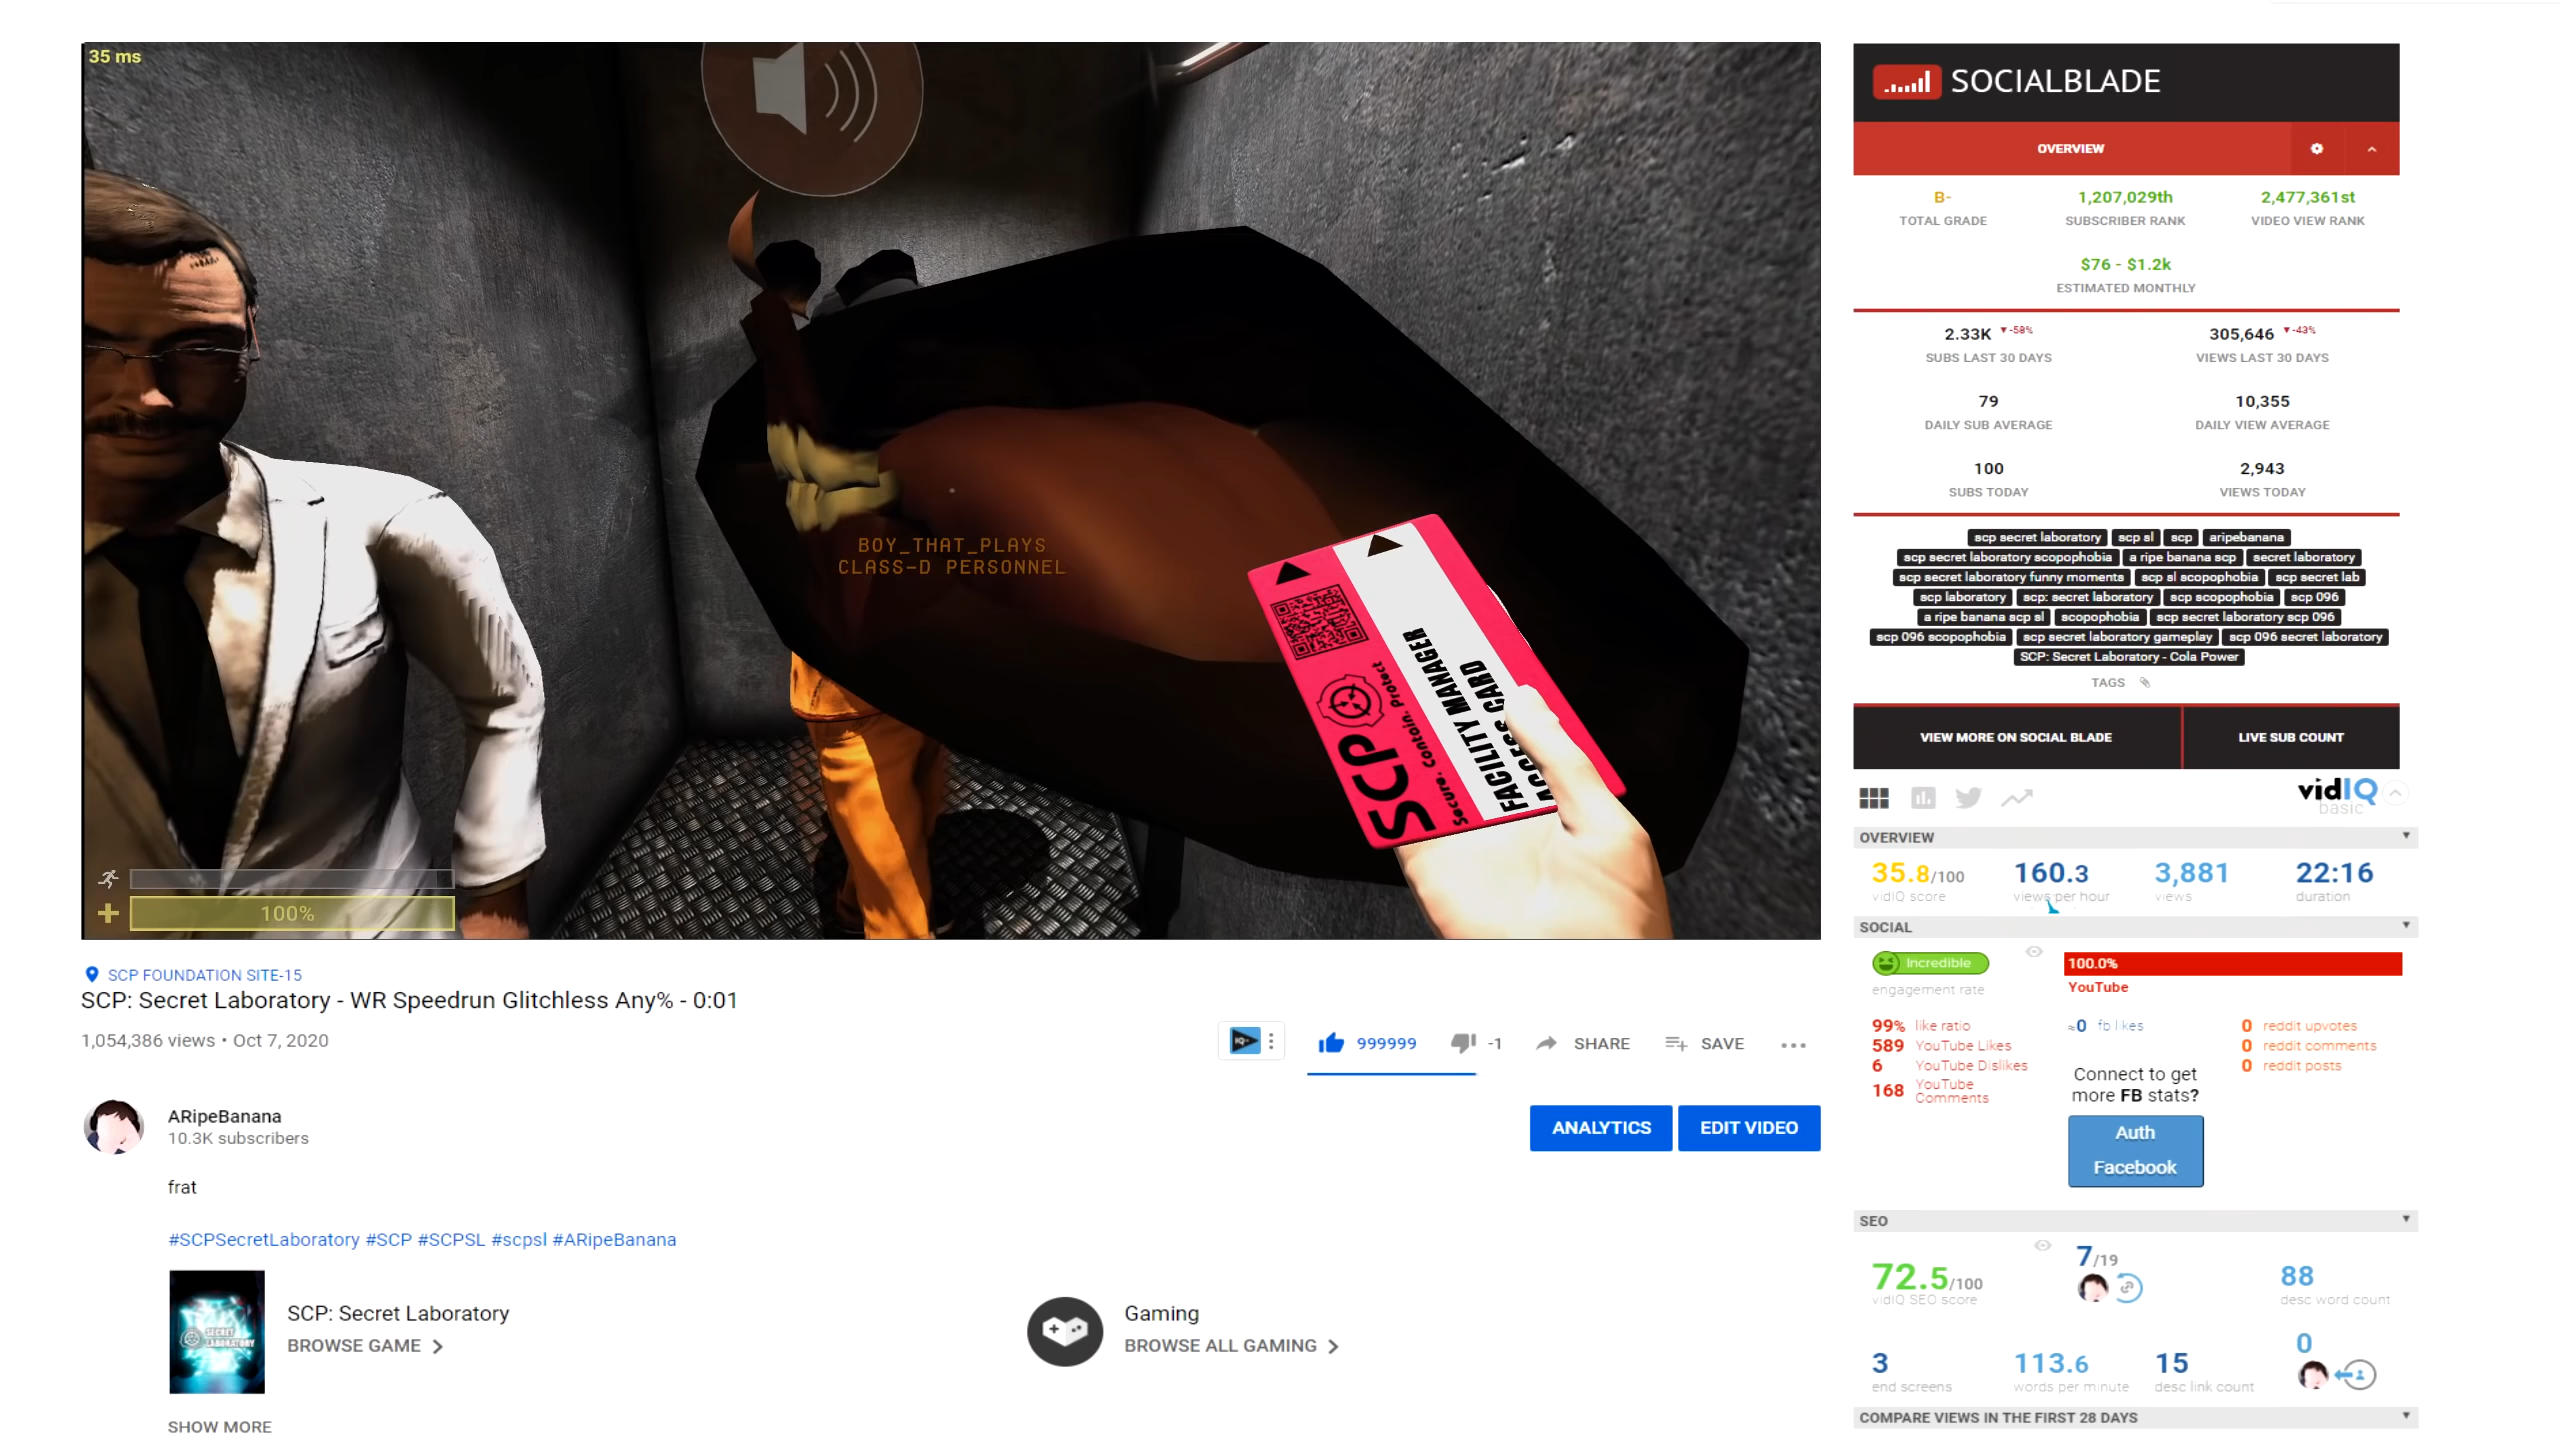 35 ms
BOY_THAT_PLAYS
CLASS-D PERSONNEL
SCP
Secure. Contain. Protect
FACILITY MANAGER
ACCESS CARD
100%
SCP FOUNDATION SITE-15
SCP: Secret Laboratory - WR Speedrun Glitchless Any% - 0:01
1,054,386 views • Oct 7, 2020
999999
-1
SHARE
SAVE
ARipeBanana
10.3K subscribers
ANALYTICS
EDIT VIDEO
frat
#SCPSecretLaboratory #SCP #SCPSL #scpsl #ARipeBanana
SECRET
LABORATORY
SCP: Secret Laboratory
BROWSE GAME
Gaming
BROWSE ALL GAMING
SHOW MORE
SOCIALBLADE
OVERVIEW
B- 1,207,029th 2,477,361st
TOTAL GRADE SUBSCRIBER RANK VIDEO VIEW RANK
$76 - $1.2k
ESTIMATED MONTHLY
2.33K ▼-58% 305,646 ▼-43%
SUBS LAST 30 DAYS VIEWS LAST 30 DAYS
79 10,355
DAILY SUB AVERAGE DAILY VIEW AVERAGE
100 2,943
SUBS TODAY VIEWS TODAY
scp secret laboratory scp sl scp aripebanana
scp secret laboratory scopophobia a ripe banana scp secret laboratory
scp secret laboratory funny moments scp sl scopophobia scp secret lab
scp laboratory scp: secret laboratory scp scopophobia scp 096
a ripe banana scp sl scopophobia scp secret laboratory scp 096
scp 096 scopophobia scp secret laboratory gameplay scp 096 secret laboratory
SCP: Secret Laboratory - Cola Power
TAGS
VIEW MORE ON SOCIAL BLADE LIVE SUB COUNT
vidIQ
basic
OVERVIEW
35.8/100 160.3 3,881 22:16
vidIQ score views per hour views duration
SOCIAL
Incredible
engagement rate
100.0%
YouTube
99% like ratio
589 YouTube Likes
6 YouTube Dislikes
168 YouTube Comments
≈0 fb likes
Connect to get
more FB stats?
Auth
Facebook
0 reddit upvotes
0 reddit comments
0 reddit posts
SEO
72.5/100
vidIQ SEO score
7/19
88
desc word count
3
end screens
113.6
words per minute
15
desc link count
0
COMPARE VIEWS IN THE FIRST 28 DAYS